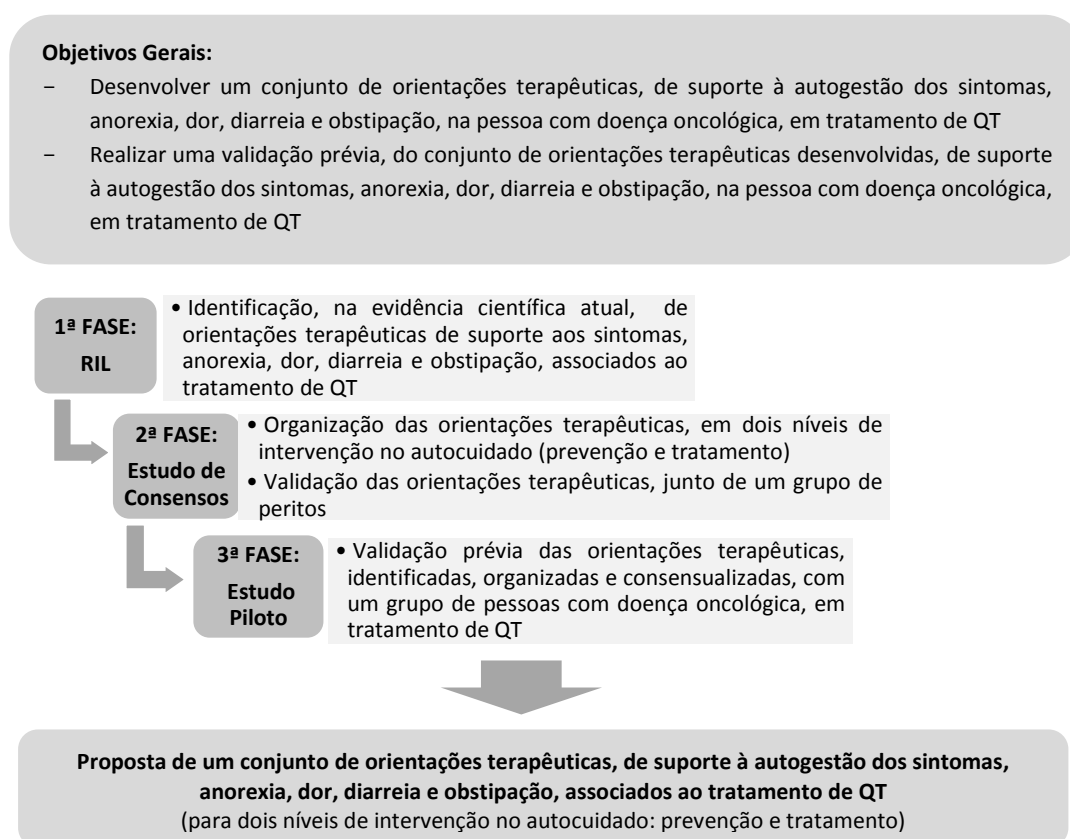 Objetivos Gerais:
− Desenvolver um conjunto de orientações terapêuticas, de suporte à autogestão dos sintomas,
anorexia, dor, diarreia e obstipação, na pessoa com doença oncológica, em tratamento de QT
− Realizar uma validação prévia, do conjunto de orientações terapêuticas desenvolvidas, de suporte
à autogestão dos sintomas, anorexia, dor, diarreia e obstipação, na pessoa com doença oncológica,
em tratamento de QT
1ª FASE:
RIL
• Identificação, na evidência científica atual, de
orientações terapêuticas de suporte aos sintomas,
anorexia, dor, diarreia e obstipação, associados ao
tratamento de QT
2ª FASE:
Estudo de
Consensos
• Organização das orientações terapêuticas, em dois níveis de
intervenção no autocuidado (prevenção e tratamento)
• Validação das orientações terapêuticas, junto de um grupo de
peritos
3ª FASE:
Estudo
Piloto
• Validação prévia das orientações terapêuticas,
identificadas, organizadas e consensualizadas, com
um grupo de pessoas com doença oncológica, em
tratamento de QT
Proposta de um conjunto de orientações terapêuticas, de suporte à autogestão dos sintomas,
anorexia, dor, diarreia e obstipação, associados ao tratamento de QT
(para dois níveis de intervenção no autocuidado: prevenção e tratamento)